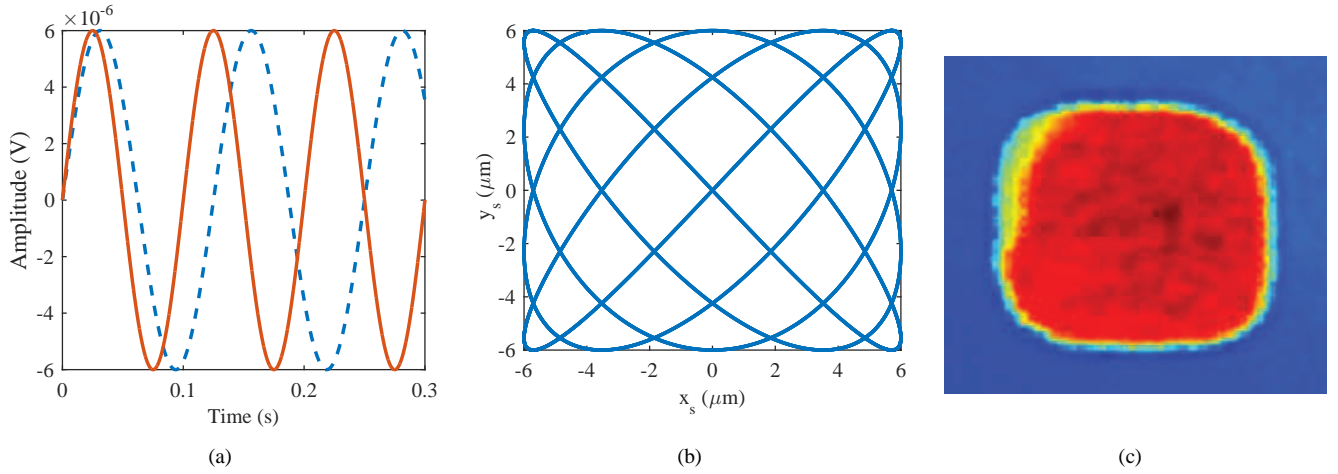 ×10⁻⁶
6
4
2
0
-2
-4
-6
Amplitude (V)
0 0.1 0.2 0.3
Time (s)
(a)
6
4
2
0
-2
-4
-6
y_s (μm)
-6 -4 -2 0 2 4 6
x_s (μm)
(b)
(c)